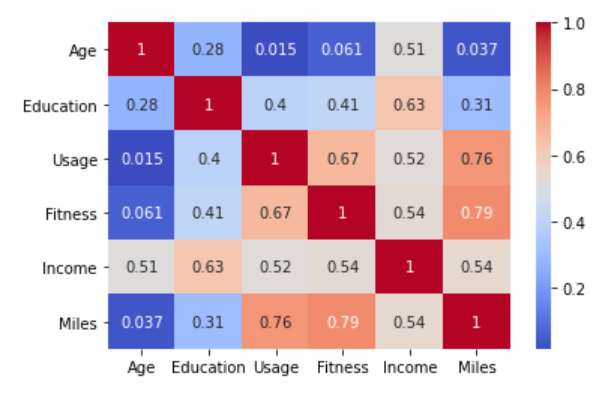 Age 1 0.28 0.015 0.061 0.51 0.037
Education 0.28 1 0.4 0.41 0.63 0.31
Usage 0.015 0.4 1 0.67 0.52 0.76
Fitness 0.061 0.41 0.67 1 0.54 0.79
Income 0.51 0.63 0.52 0.54 1 0.54
Miles 0.037 0.31 0.76 0.79 0.54 1
Age Education Usage Fitness Income Miles
1.0
0.8
0.6
0.4
0.2